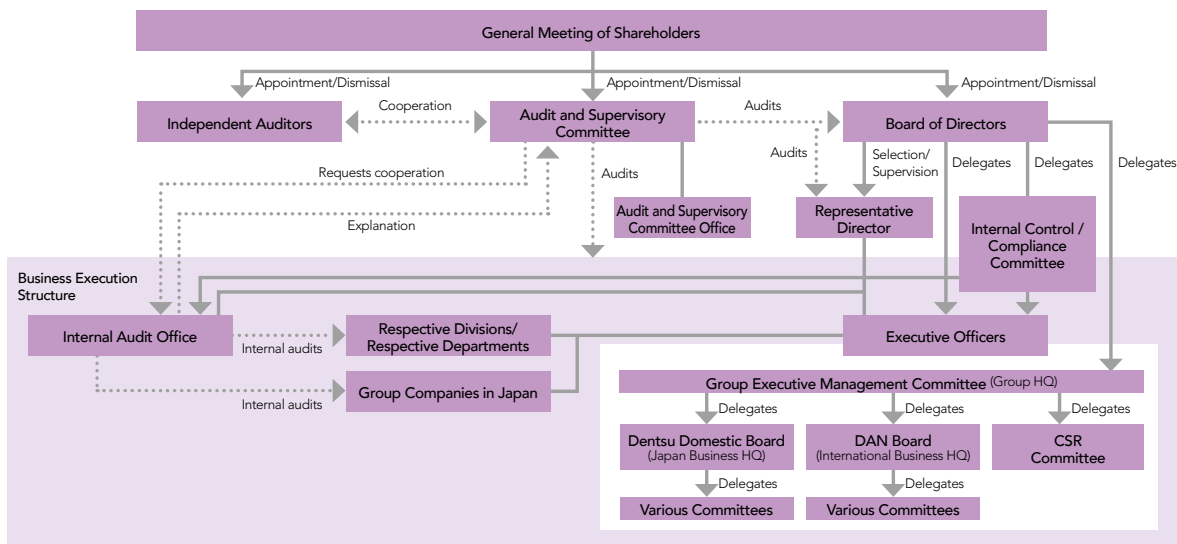 General Meeting of Shareholders
Appointment/Dismissal
Appointment/Dismissal
Appointment/Dismissal
Independent Auditors
Cooperation
Audit and Supervisory
Committee
Audits
Board of Directors
Requests cooperation
Explanation
Audits
Audits
Selection/
Supervision
Delegates
Delegates
Delegates
Audit and Supervisory
Committee Office
Representative
Director
Internal Control /
Compliance
Committee
Business Execution
Structure
Internal Audit Office
Internal audits
Internal audits
Respective Divisions/
Respective Departments
Group Companies in Japan
Executive Officers
Group Executive Management Committee (Group HQ)
Delegates
Delegates
Delegates
Dentsu Domestic Board
(Japan Business HQ)
DAN Board
(International Business HQ)
CSR
Committee
Delegates
Delegates
Various Committees
Various Committees